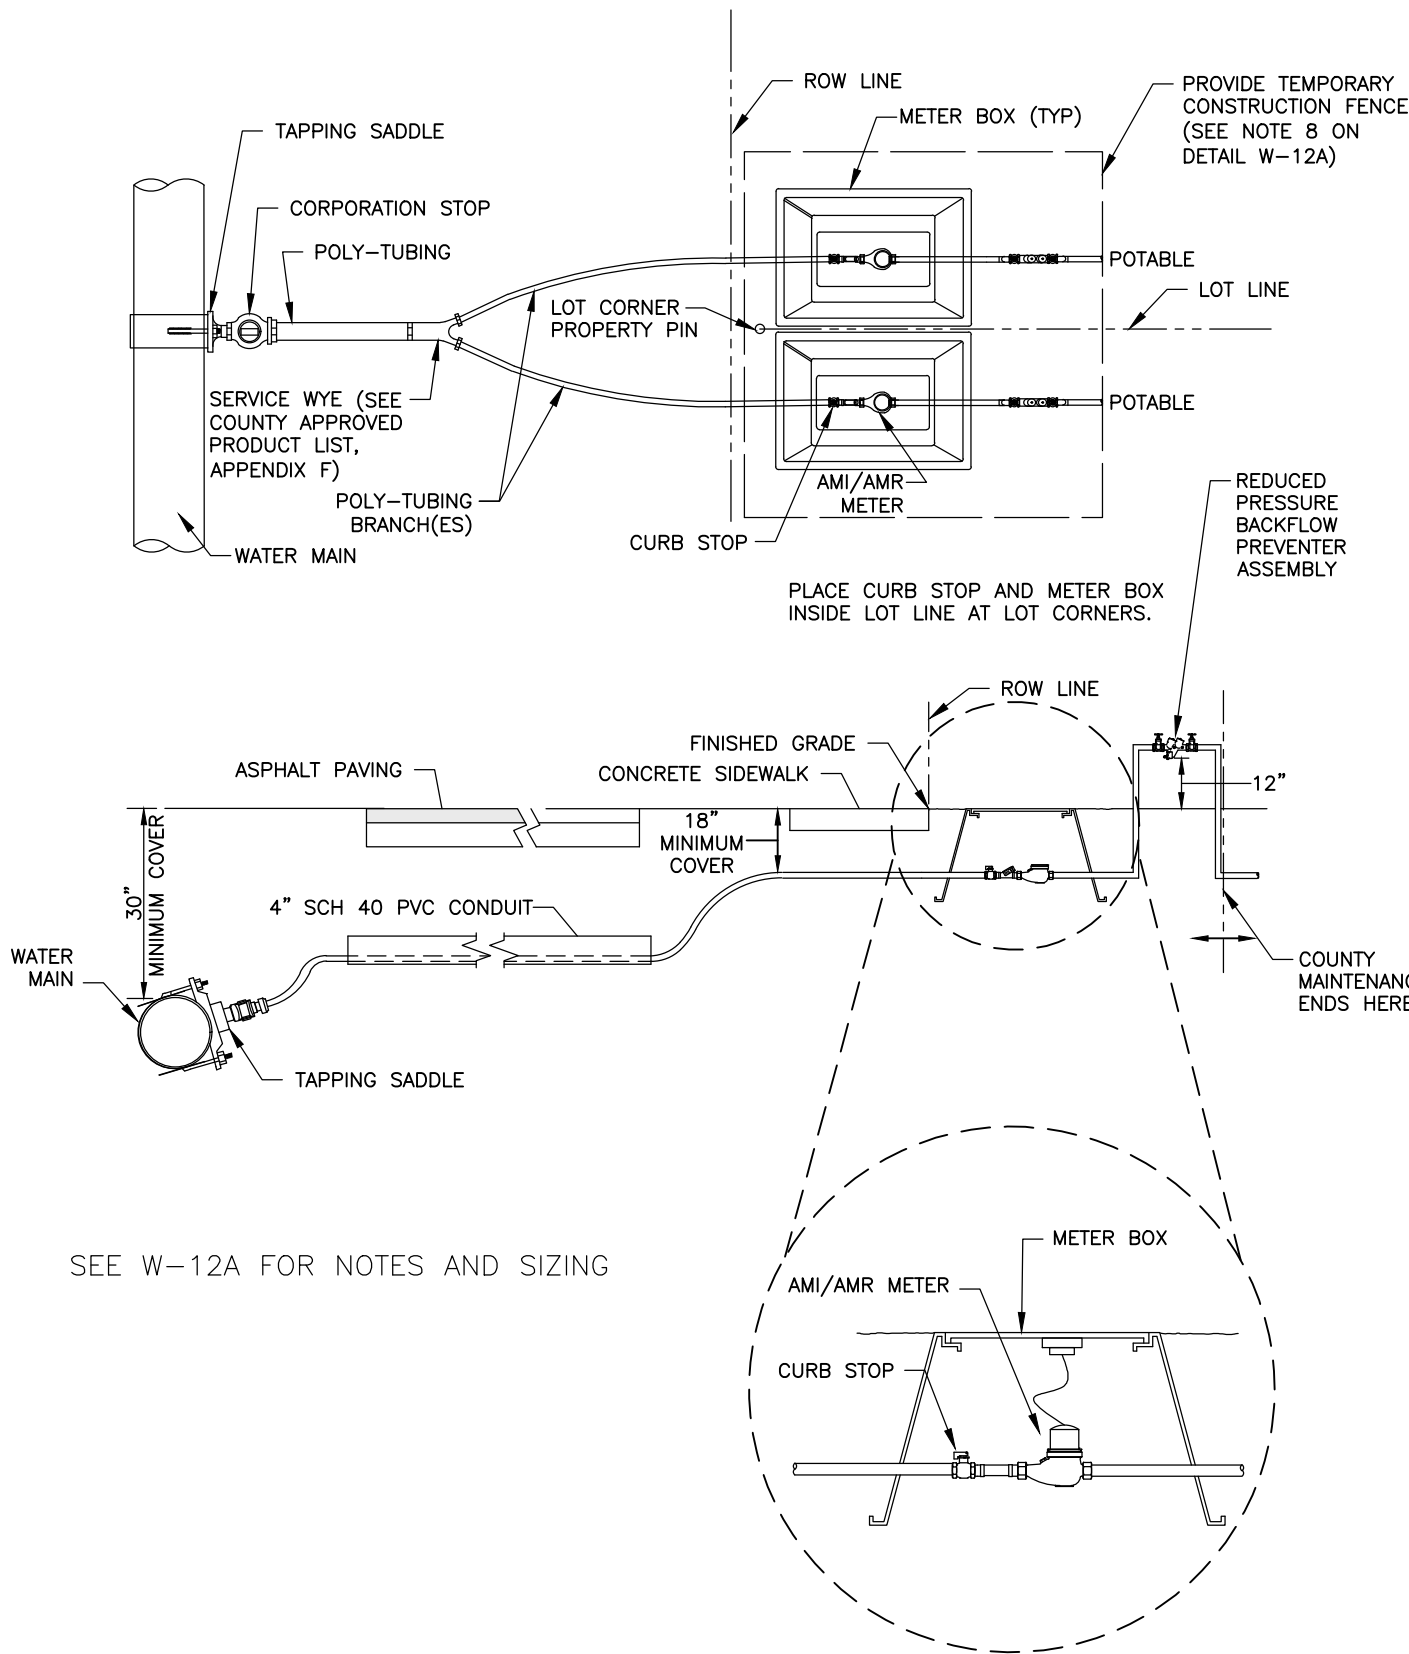 ROW LINE
PROVIDE TEMPORARY
CONSTRUCTION FENCE
(SEE NOTE 8 ON
DETAIL W-12A)
METER BOX (TYP)
TAPPING SADDLE
CORPORATION STOP
POLY-TUBING
POTABLE
LOT LINE
LOT CORNER
PROPERTY PIN
SERVICE WYE (SEE
COUNTY APPROVED
PRODUCT LIST,
APPENDIX F)
POTABLE
POLY-TUBING
BRANCH(ES)
AMI/AMR
METER
CURB STOP
WATER MAIN
REDUCED
PRESSURE
BACKFLOW
PREVENTER
ASSEMBLY
PLACE CURB STOP AND METER BOX
INSIDE LOT LINE AT LOT CORNERS.
ROW LINE
FINISHED GRADE
ASPHALT PAVING
CONCRETE SIDEWALK
12"
18"
MINIMUM
COVER
30"
MINIMUM COVER
4" SCH 40 PVC CONDUIT
WATER
MAIN
COUNTY
MAINTENANC
ENDS HERE
TAPPING SADDLE
SEE W-12A FOR NOTES AND SIZING
METER BOX
AMI/AMR METER
CURB STOP